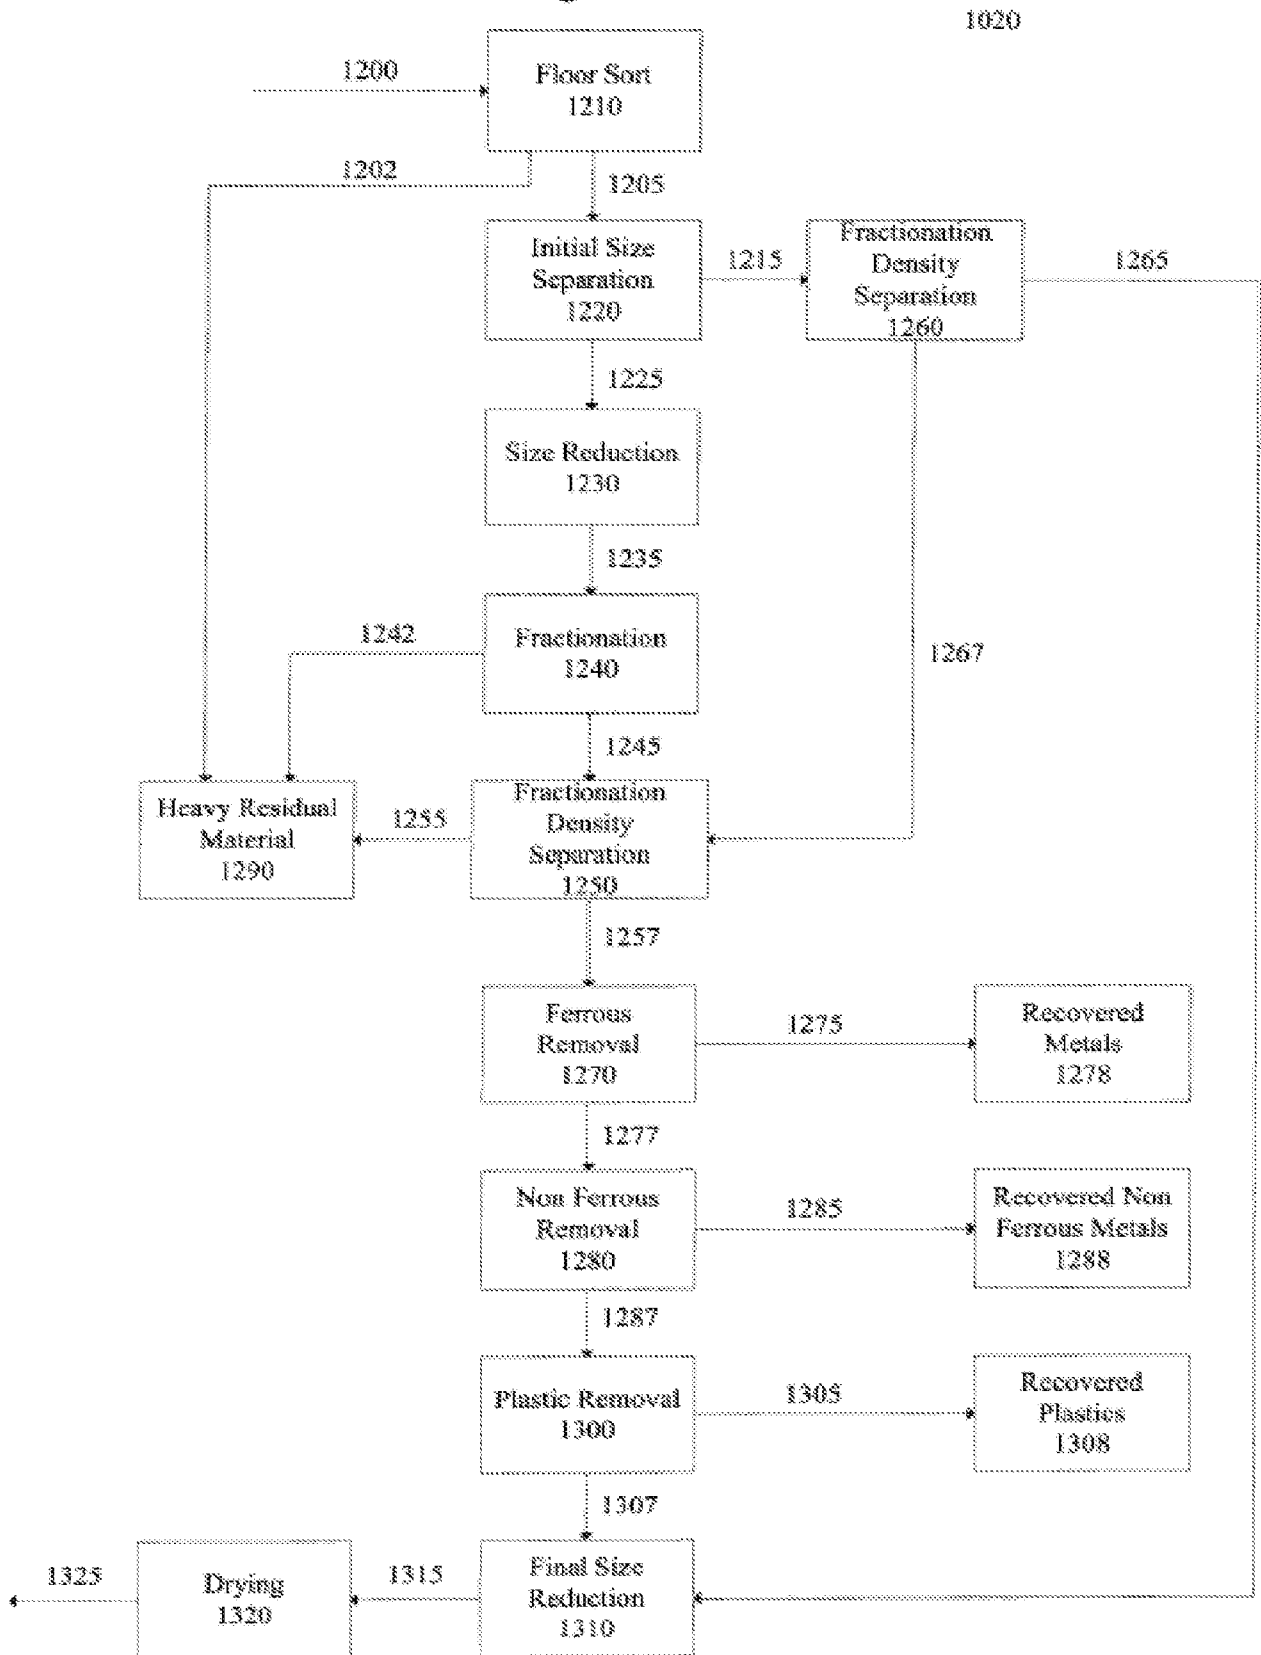 1020
1200
Floor Sort
1210
1202
1205
Initial Size
Separation
1220
1215
Fractionation
Density
Separation
1260
1265
1225
Size Reduction
1230
1235
1242
Fractionation
1240
1267
1245
Heavy Residual
Material
1290
1255
Fractionation
Density
Separation
1250
1257
Ferrous
Removal
1270
1275
Recovered
Metals
1278
1277
Non Ferrous
Removal
1280
1285
Recovered Non
Ferrous Metals
1288
1287
Plastic Removal
1300
1305
Recovered
Plastics
1308
1307
1325
Drying
1320
1315
Final Size
Reduction
1310